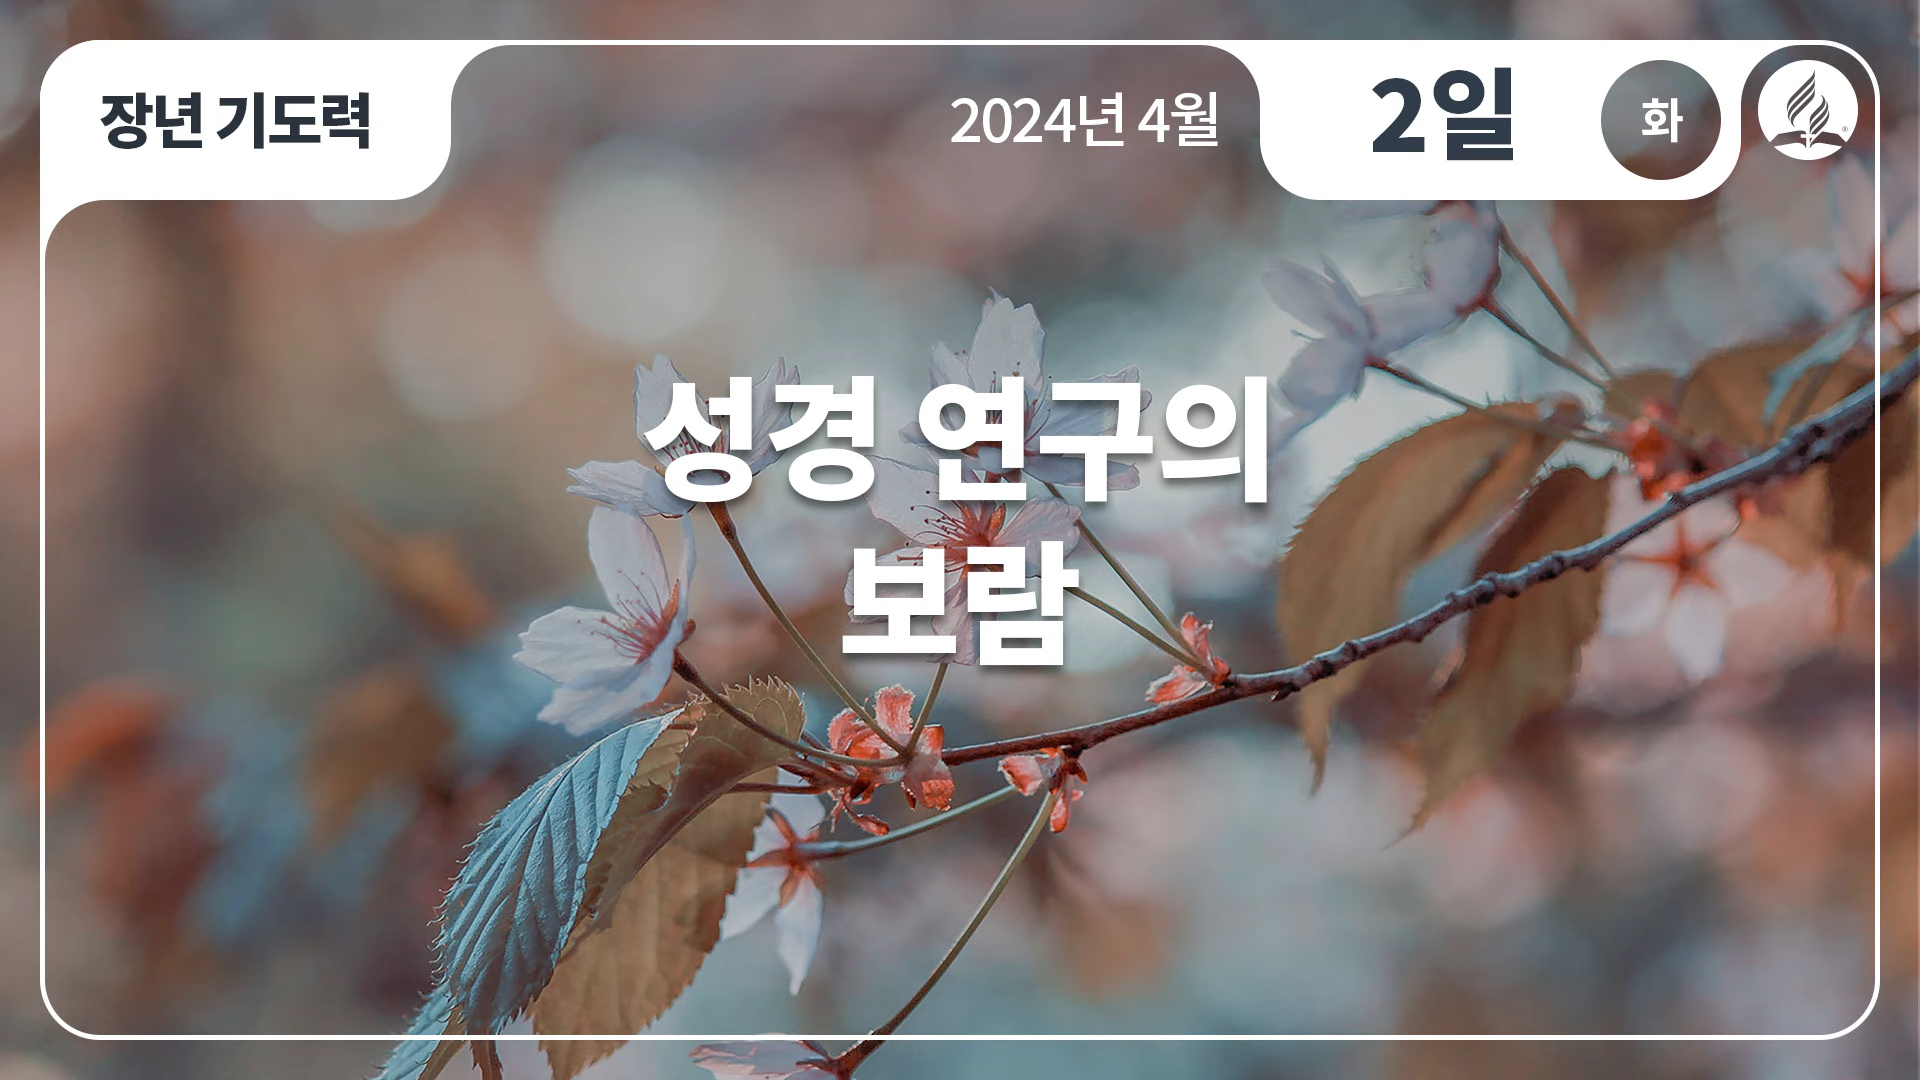 장년 기도력
2024년 4월
2일
화
성경 연구의
보람